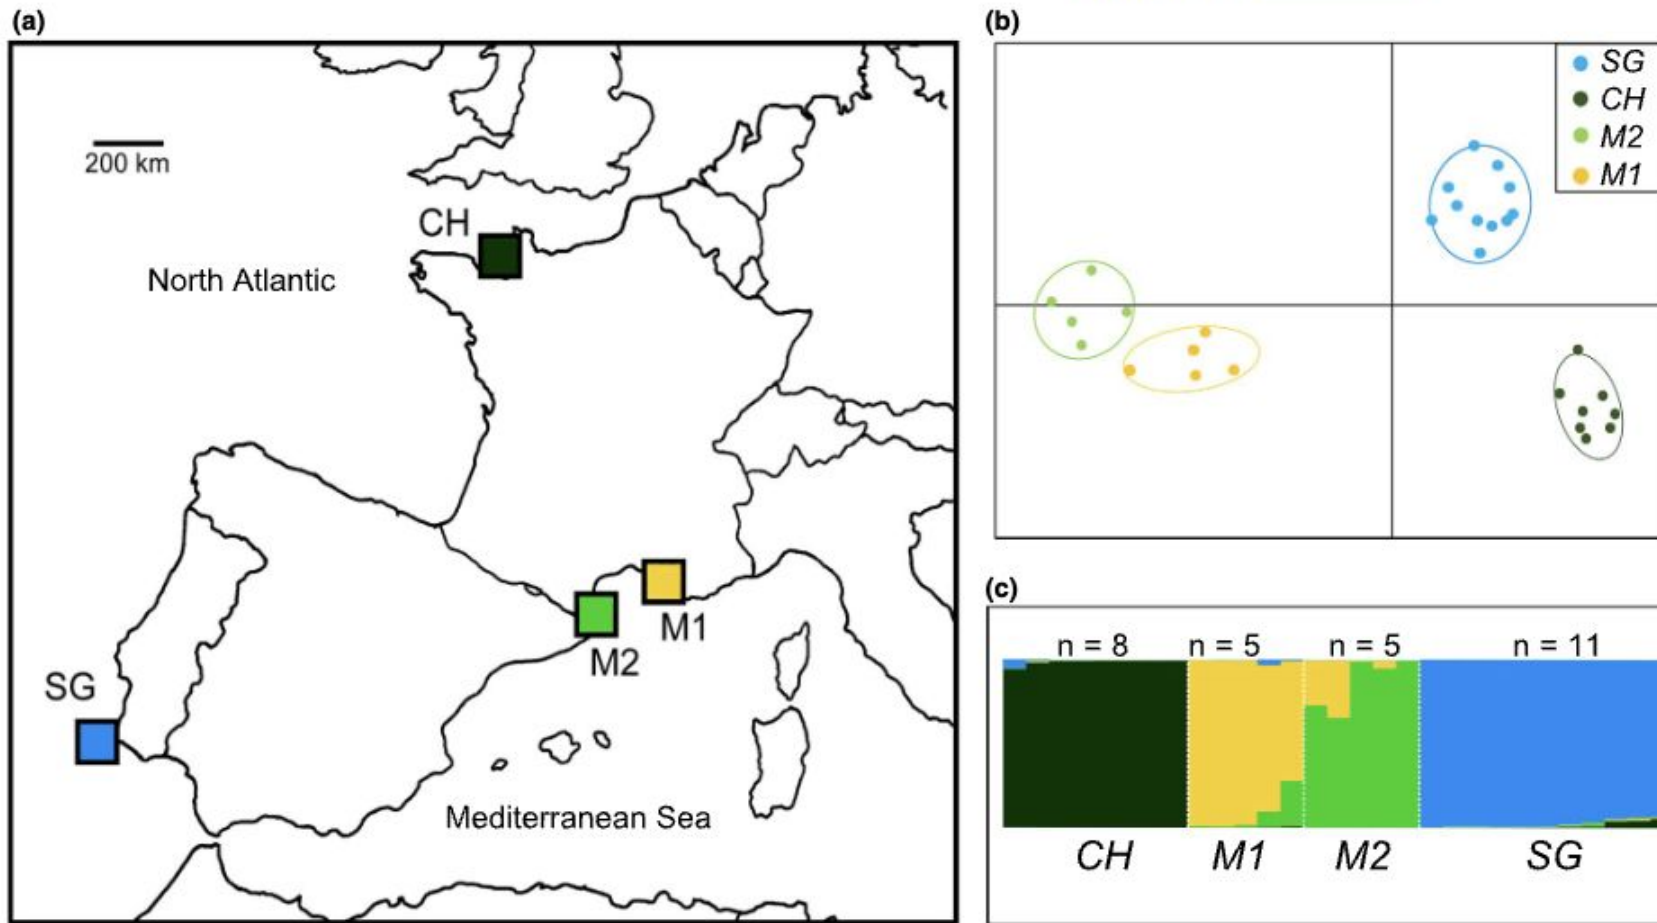 (a)
200 km
CH
North Atlantic
M1
M2
SG
Mediterranean Sea
(b)
SG
CH
M2
M1
(c)
n = 8 n = 5 n = 5 n = 11
CH M1 M2 SG